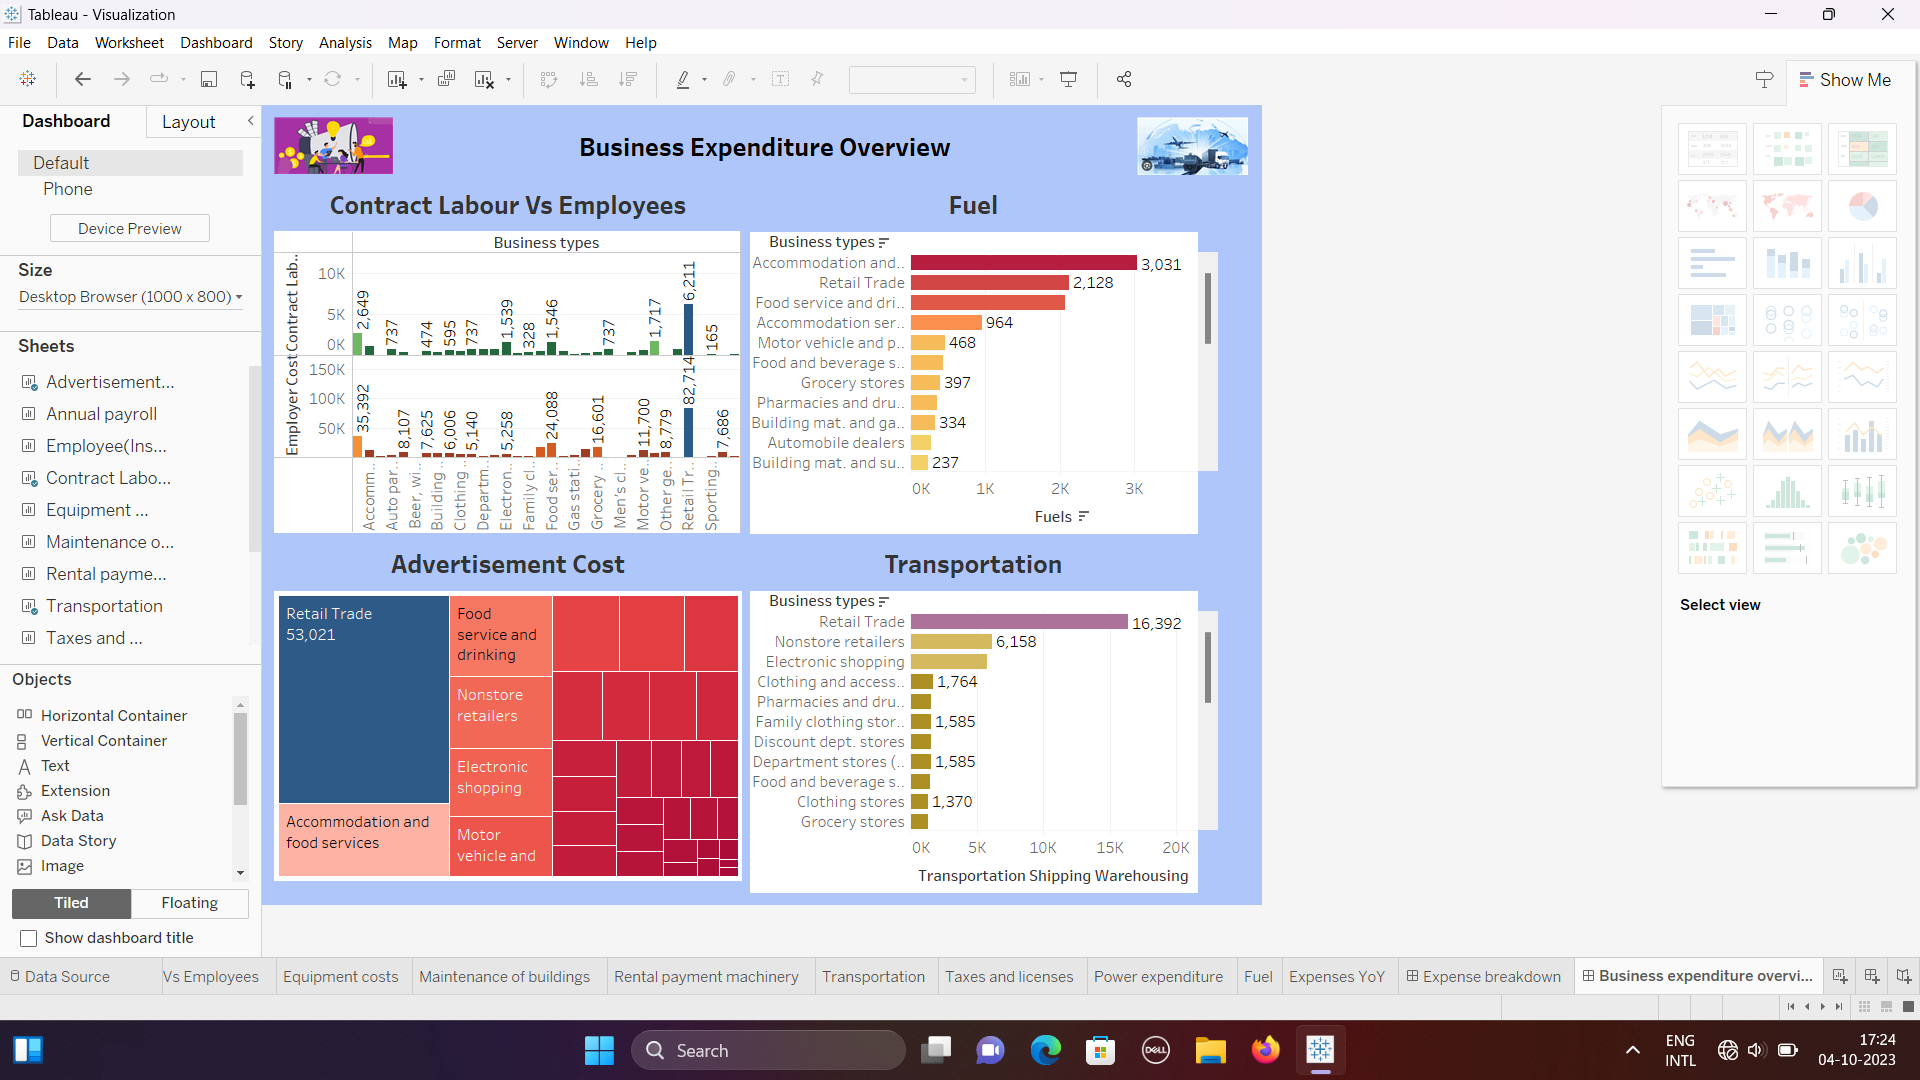 Tableau - Visualization
File Data Worksheet Dashboard Story Analysis Map Format Server Window Help
Show Me
Dashboard Layout
Default
Phone
Device Preview
Size
Desktop Browser (1000 x 800)
Sheets
Advertisement...
Annual payroll
Employee(Ins...
Contract Labo...
Equipment ...
Maintenance o...
Rental payme...
Transportation
Taxes and ...
Objects
Horizontal Container
Vertical Container
Text
Extension
Ask Data
Data Story
Image
Tiled Floating
Show dashboard title
Business Expenditure Overview
Contract Labour Vs Employees
Business types
Contract Lab..
10K
5K
0K
2,649
737
474
595
737
1,539
328
1,546
737
1,717
6,211
165
Employer Cost
150K
100K
50K
35,392
8,107
7,625
6,006
5,140
5,258
24,088
16,601
11,700
8,779
82,714
7,686
Accomm..
Auto par..
Beer, wi..
Building ..
Clothing ..
Departm..
Electron..
Family cl..
Food ser..
Gas stati..
Grocery ..
Men's cl..
Motor ve..
Other ge..
Retail Tr..
Sporting..
Fuel
Business types
Accommodation and.. 3,031
Retail Trade 2,128
Food service and dri..
Accommodation ser.. 964
Motor vehicle and p.. 468
Food and beverage s..
Grocery stores 397
Pharmacies and dru..
Building mat. and ga.. 334
Automobile dealers
Building mat. and su.. 237
0K 1K 2K 3K
Fuels
Advertisement Cost
Retail Trade
53,021
Accommodation and
food services
Food
service and
drinking
Nonstore
retailers
Electronic
shopping
Motor
vehicle and
Transportation
Business types
Retail Trade 16,392
Nonstore retailers 6,158
Electronic shopping
Clothing and access.. 1,764
Pharmacies and dru..
Family clothing stor.. 1,585
Discount dept. stores
Department stores (.. 1,585
Food and beverage s..
Clothing stores 1,370
Grocery stores
0K 5K 10K 15K 20K
Transportation Shipping Warehousing
Select view
Data Source Vs Employees Equipment costs Maintenance of buildings Rental payment machinery Transportation Taxes and licenses Power expenditure Fuel Expenses YoY Expense breakdown Business expenditure overvi...
Search
DELL
ENG
INTL
17:24
04-10-2023